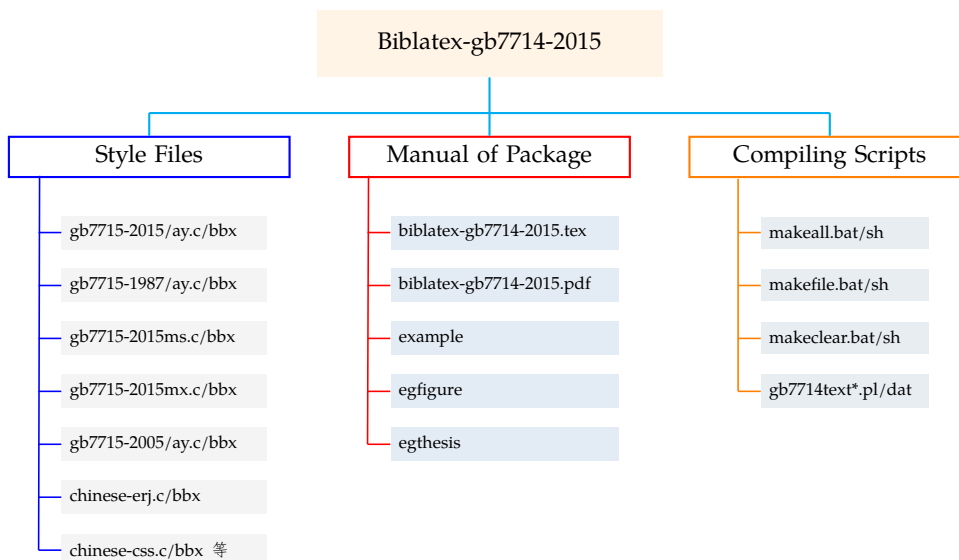 Biblatex-gb7714-2015
Style Files
gb7715-2015/ay.c/bbx
gb7715-1987/ay.c/bbx
gb7715-2015ms.c/bbx
gb7715-2015mx.c/bbx
gb7715-2005/ay.c/bbx
chinese-erj.c/bbx
chinese-css.c/bbx 等
Manual of Package
biblatex-gb7714-2015.tex
biblatex-gb7714-2015.pdf
example
egfigure
egthesis
Compiling Scripts
makeall.bat/sh
makefile.bat/sh
makeclear.bat/sh
gb7714text*.pl/dat